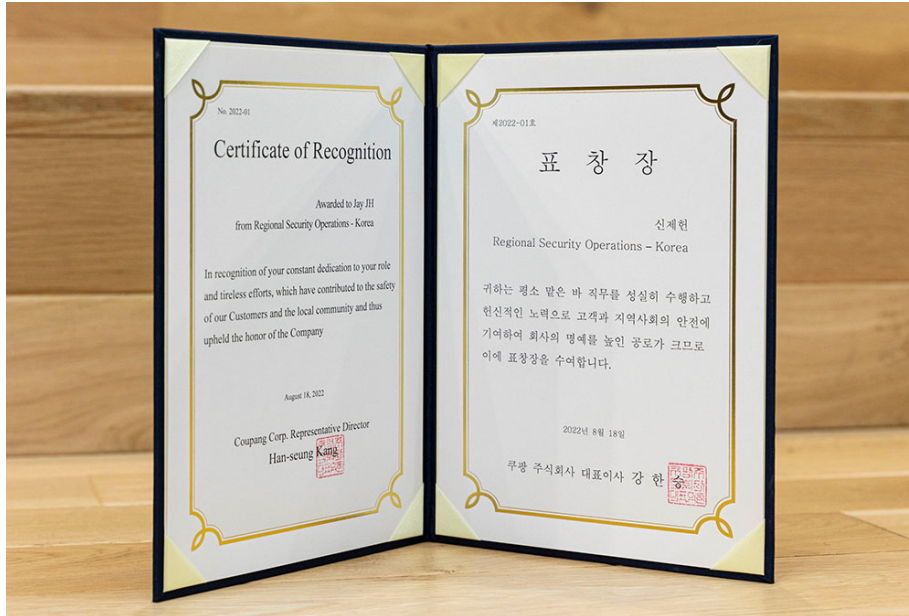 No. 2022-01
Certificate of Recognition
Awarded to Jay JH
from Regional Security Operations - Korea
In recognition of your constant dedication to your role
and tireless efforts, which have contributed to the safety
of our Customers and the local community and thus
upheld the honor of the Company
August 18, 2022
Coupang Corp. Representative Director
Han-seung Kang
제2022-01호
표 창 장
신제헌
Regional Security Operations – Korea
귀하는 평소 맡은 바 직무를 성실히 수행하고
헌신적인 노력으로 고객과 지역사회의 안전에
기여하여 회사의 명예를 높인 공로가 크므로
이에 표창장을 수여합니다.
2022년 8월 18일
쿠팡 주식회사 대표이사 강 한 승